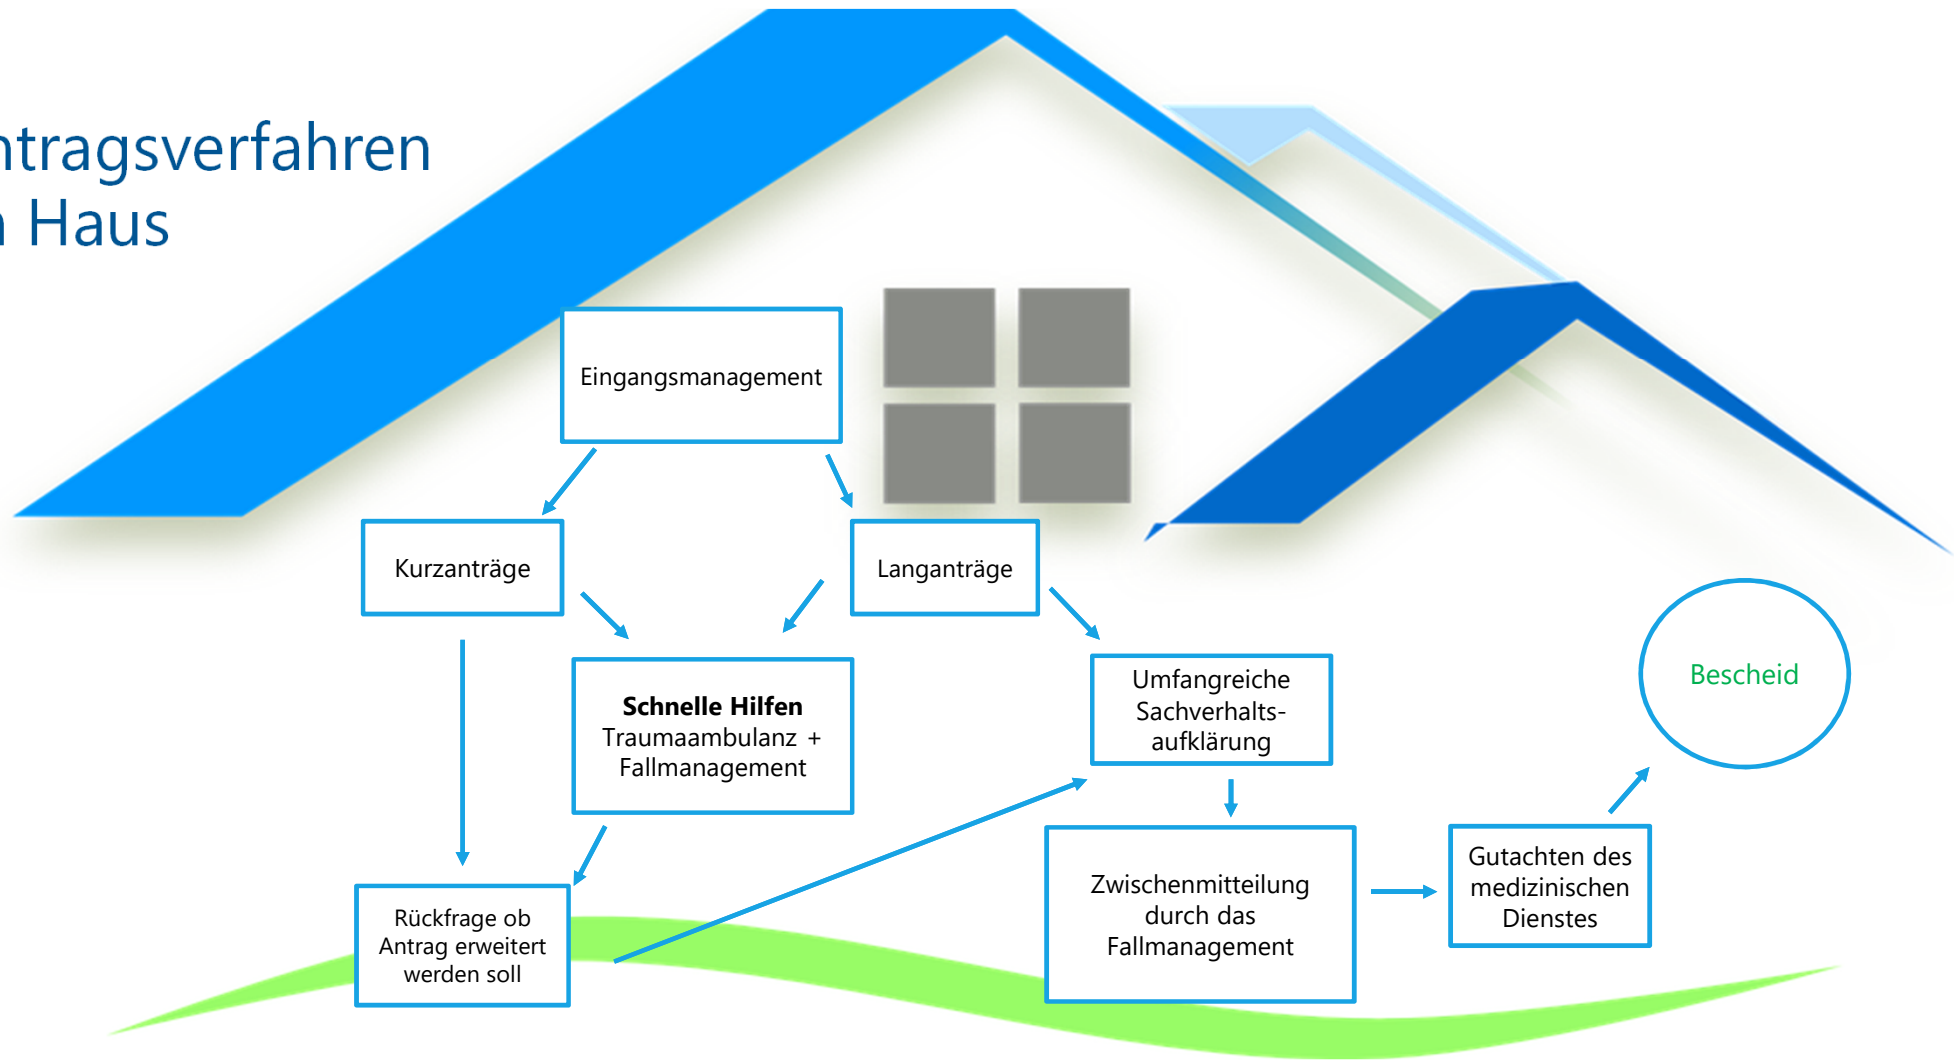 ntragsverfahren
Haus
Eingangsmanagement
Kurzanträge
Langanträge
Schnelle Hilfen
Traumaambulanz +
Fallmanagement
Umfangreiche
Sachverhalts-
aufklärung
Bescheid
Rückfrage ob
Antrag erweitert
werden soll
Zwischenmitteilung
durch das
Fallmanagement
Gutachten des
medizinischen
Dienstes